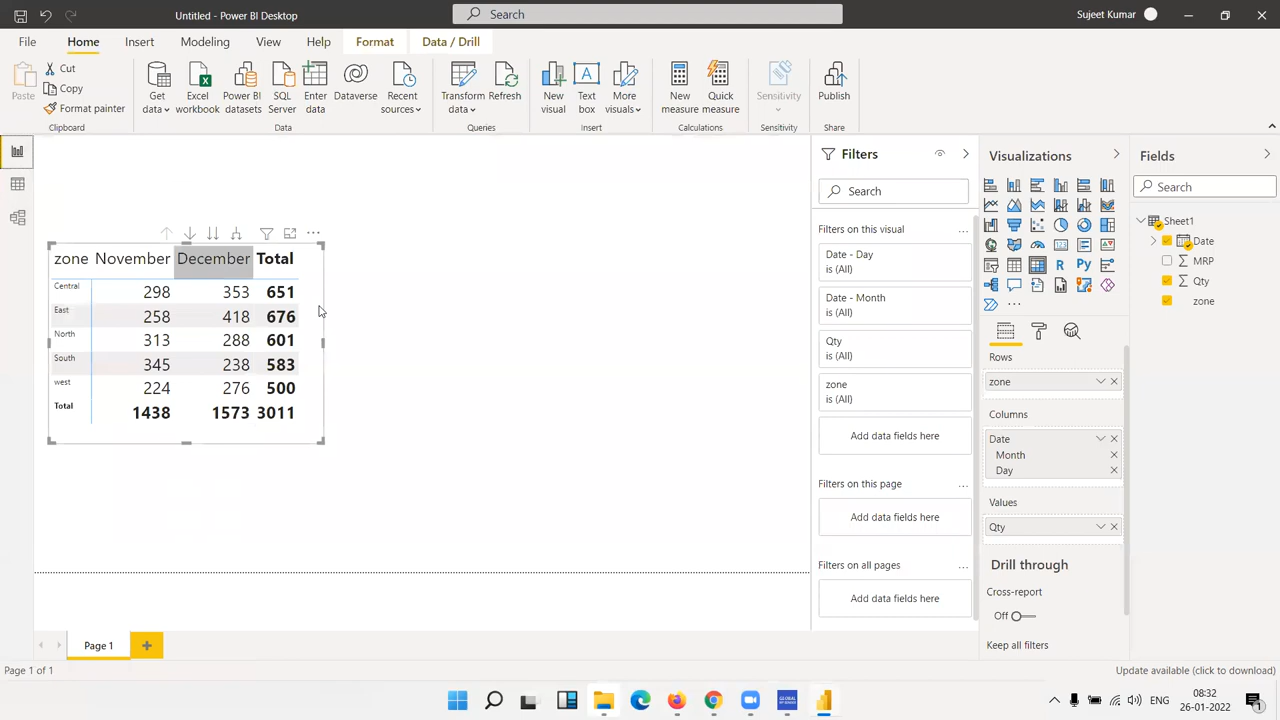 Untitled - Power BI Desktop
Search
Sujeet Kumar
File
Home
Insert
Modeling
View
Help
Format
Data / Drill
Paste
Cut
Copy
Format painter
Get data
Excel workbook
Power BI datasets
SQL Server
Enter data
Dataverse
Recent sources
Transform data
Refresh
New visual
Text box
More visuals
New measure
Quick measure
Sensitivity
Publish
Clipboard
Data
Queries
Insert
Calculations
Sensitivity
Share
zone November December Total
Central 298 353 651
East 258 418 676
North 313 288 601
South 345 238 583
west 224 276 500
Total 1438 1573 3011
Filters
Search
Filters on this visual ...
Date - Day
is (All)
Date - Month
is (All)
Qty
is (All)
zone
is (All)
Add data fields here
Filters on this page ...
Add data fields here
Filters on all pages ...
Add data fields here
Visualizations
R
Py
Rows
zone
Columns
Date
Month
Day
Values
Qty
Drill through
Cross-report
Off
Keep all filters
Fields
Search
Sheet1
Date
MRP
Qty
zone
Page 1
Page 1 of 1
Update available (click to download)
ENG
08:32
26-01-2022